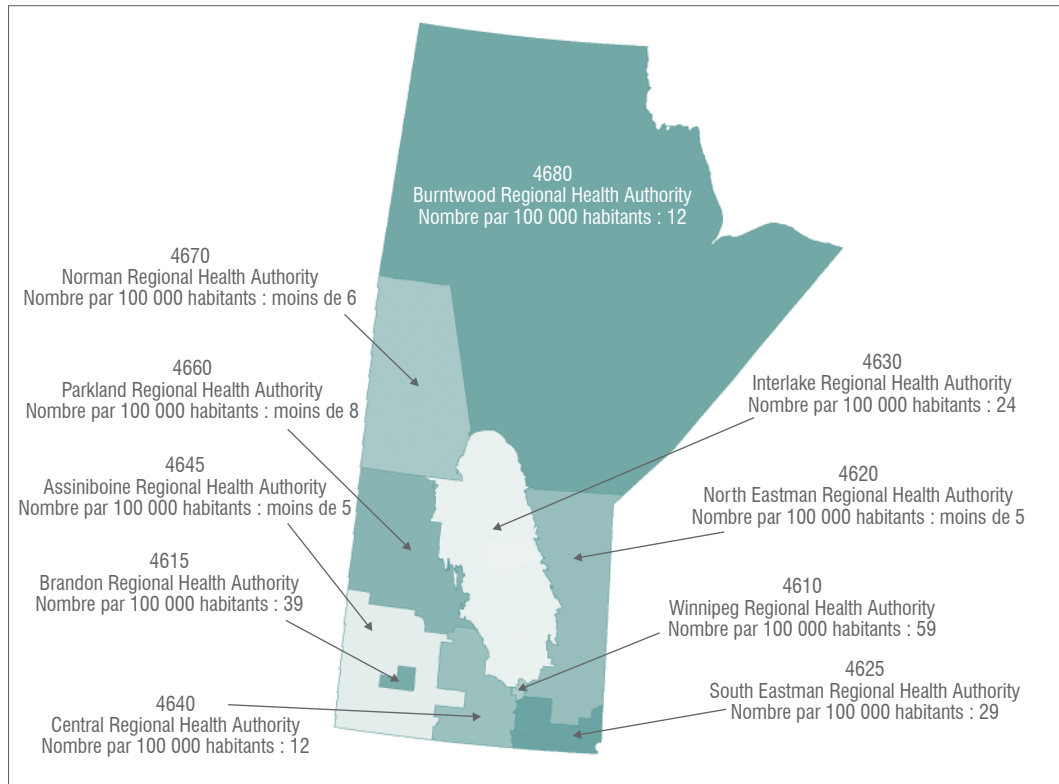 4680
Burntwood Regional Health Authority
Nombre par 100 000 habitants : 12
4670
Norman Regional Health Authority
Nombre par 100 000 habitants : moins de 6
4660
Parkland Regional Health Authority
Nombre par 100 000 habitants : moins de 8
4645
Assiniboine Regional Health Authority
Nombre par 100 000 habitants : moins de 5
4615
Brandon Regional Health Authority
Nombre par 100 000 habitants : 39
4640
Central Regional Health Authority
Nombre par 100 000 habitants : 12
4630
Interlake Regional Health Authority
Nombre par 100 000 habitants : 24
4620
North Eastman Regional Health Authority
Nombre par 100 000 habitants : moins de 5
4610
Winnipeg Regional Health Authority
Nombre par 100 000 habitants : 59
4625
South Eastman Regional Health Authority
Nombre par 100 000 habitants : 29